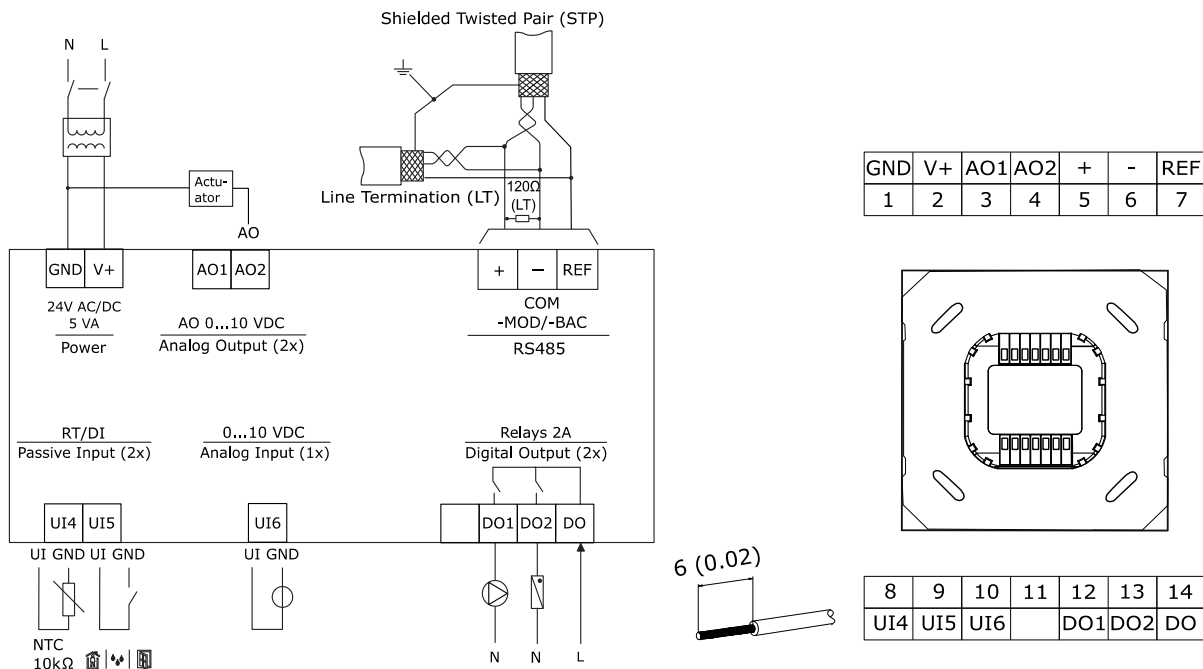 Shielded Twisted Pair (STP)
N L
Actu-
ator
Line Termination (LT)
120Ω
(LT)
AO
GND V+ AO1 AO2 + − REF
24V AC/DC
5 VA
Power
AO 0...10 VDC
Analog Output (2x)
COM
-MOD/-BAC
RS485
RT/DI
Passive Input (2x)
0...10 VDC
Analog Input (1x)
Relays 2A
Digital Output (2x)
UI4 UI5 UI6 DO1 DO2 DO
UI GND UI GND UI GND
NTC
10kΩ
N N L
6 (0.02)
GND V+ AO1 AO2 + - REF
1 2 3 4 5 6 7
8 9 10 11 12 13 14
UI4 UI5 UI6 DO1 DO2 DO